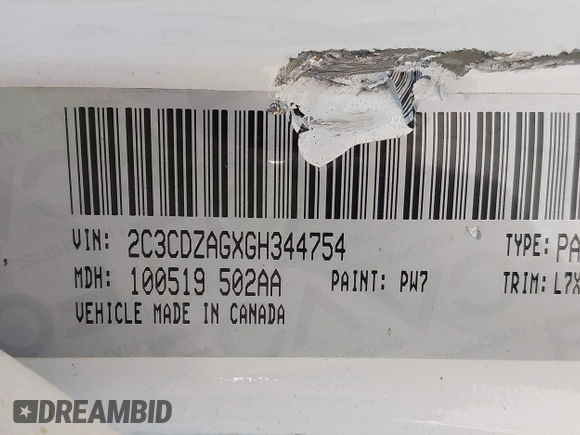 VIN: 2C3CDZAGXGH344754 TYPE: PA
MDH: 100519 502AA PAINT: PW7 TRIM: L7X
VEHICLE MADE IN CANADA
DREAMBID